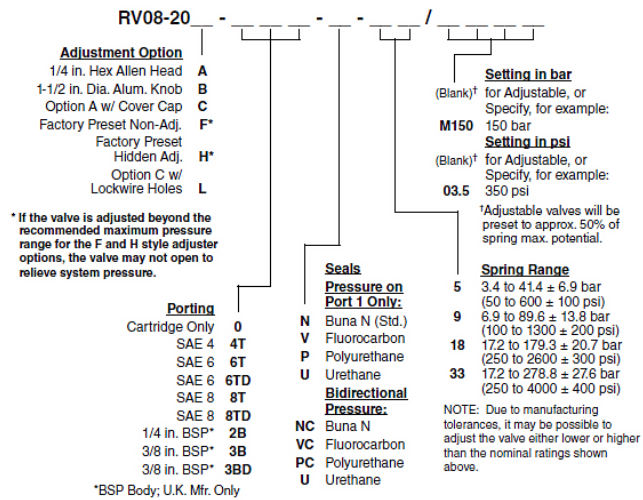 RV08-20__ - __ __ __ - __ - __ __ / __ __ __ __
Adjustment Option
1/4 in. Hex Allen Head A
1-1/2 in. Dia. Alum. Knob B
Option A w/ Cover Cap C
Factory Preset Non-Adj. F*
Factory Preset
Hidden Adj. H*
Option C w/
Lockwire Holes L
* If the valve is adjusted beyond the
recommended maximum pressure
range for the F and H style adjuster
options, the valve may not open to
relieve system pressure.
Porting
Cartridge Only 0
SAE 4 4T
SAE 6 6T
SAE 6 6TD
SAE 8 8T
SAE 8 8TD
1/4 in. BSP* 2B
3/8 in. BSP* 3B
3/8 in. BSP* 3BD
*BSP Body; U.K. Mfr. Only
Seals
Pressure on
Port 1 Only:
N Buna N (Std.)
V Fluorocarbon
P Polyurethane
U Urethane
Bidirectional
Pressure:
NC Buna N
VC Fluorocarbon
PC Polyurethane
U Urethane
Setting in bar
(Blank)† for Adjustable, or
Specify, for example:
M150 150 bar
Setting in psi
(Blank)† for Adjustable, or
Specify, for example:
03.5 350 psi
†Adjustable valves will be
preset to approx. 50% of
spring max. potential.
Spring Range
5 3.4 to 41.4 ± 6.9 bar
(50 to 600 ± 100 psi)
9 6.9 to 89.6 ± 13.8 bar
(100 to 1300 ± 200 psi)
18 17.2 to 179.3 ± 20.7 bar
(250 to 2600 ± 300 psi)
33 17.2 to 278.8 ± 27.6 bar
(250 to 4000 ± 400 psi)
NOTE: Due to manufacturing
tolerances, it may be possible to
adjust the valve either lower or higher
than the nominal ratings shown
above.